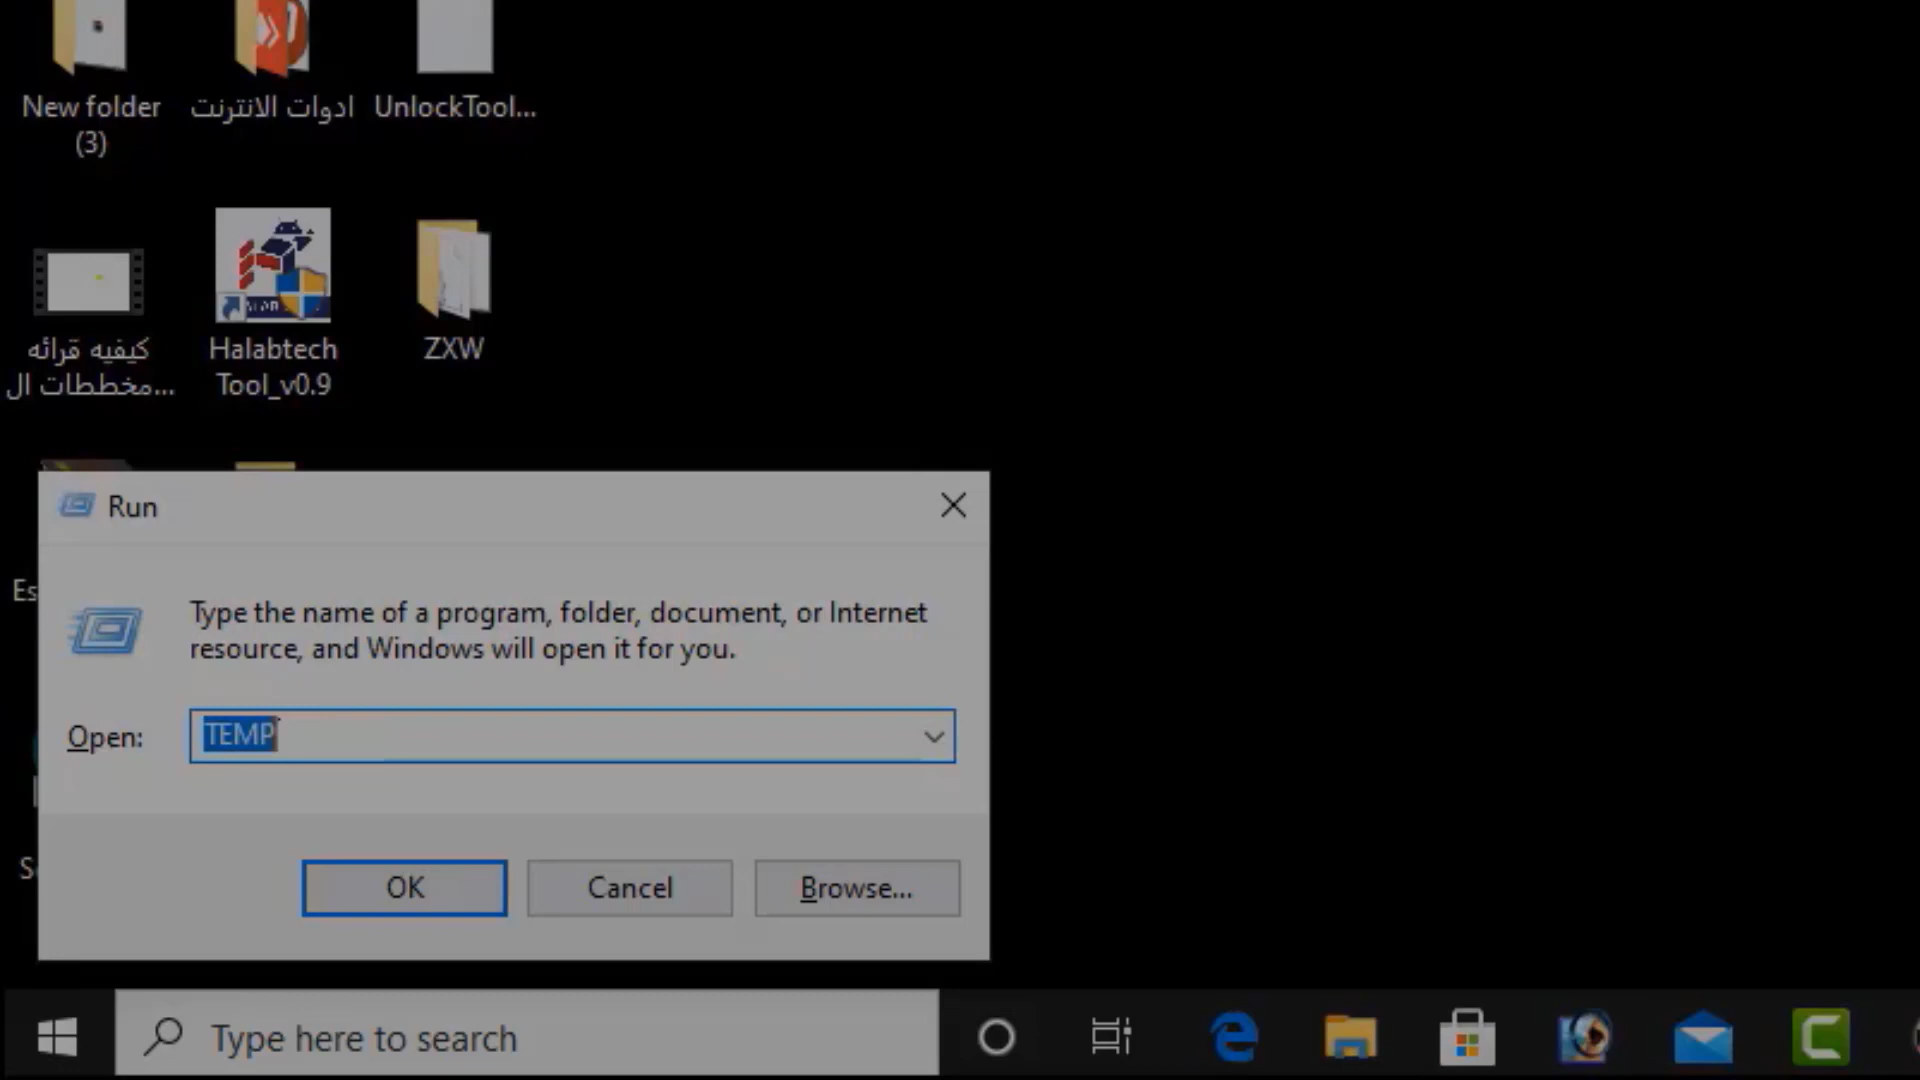 New folder
(3)
ادوات الانترنت
UnlockTool...
كيفيه قرائه
مخططات ال...
Halabtech
Tool_v0.9
ZXW
Es
Run
Type the name of a program, folder, document, or Internet
resource, and Windows will open it for you.
Open:
TEMP
OK
Cancel
Browse...
Type here to search